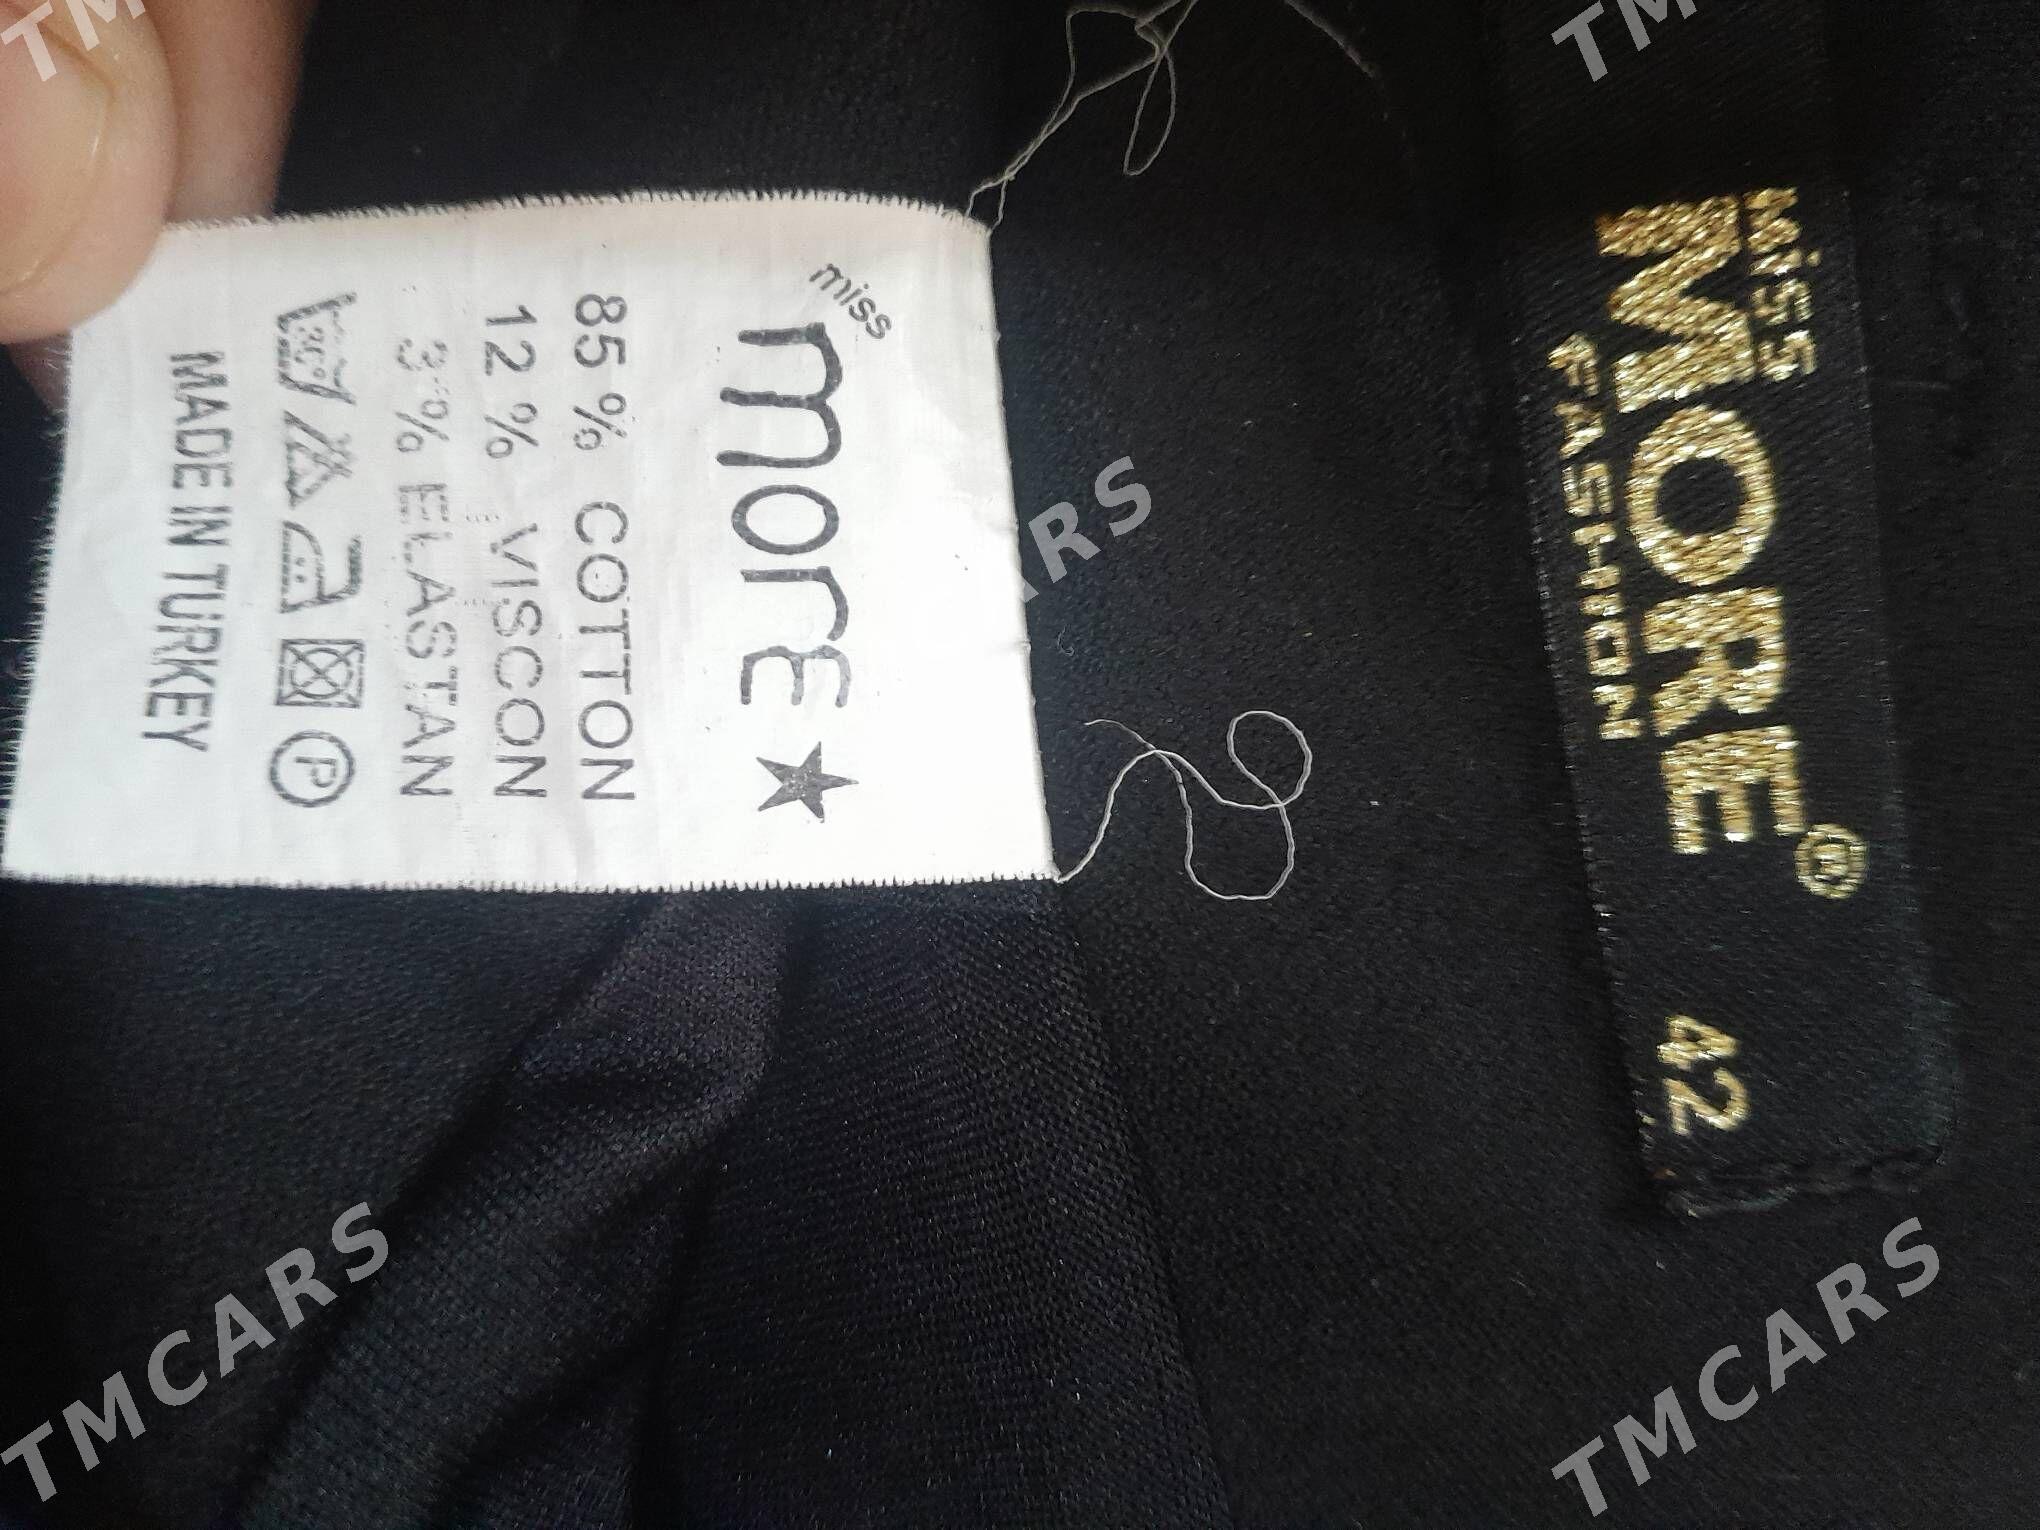 miss
more
85 % COTTON
12 % VISCON
3 % ELASTAN
30°
P
MADE IN TURKEY
Miss
MORE®
FASHION
42
TMCARS
TMCARS
TMCARS
TMCARS
TMCARS